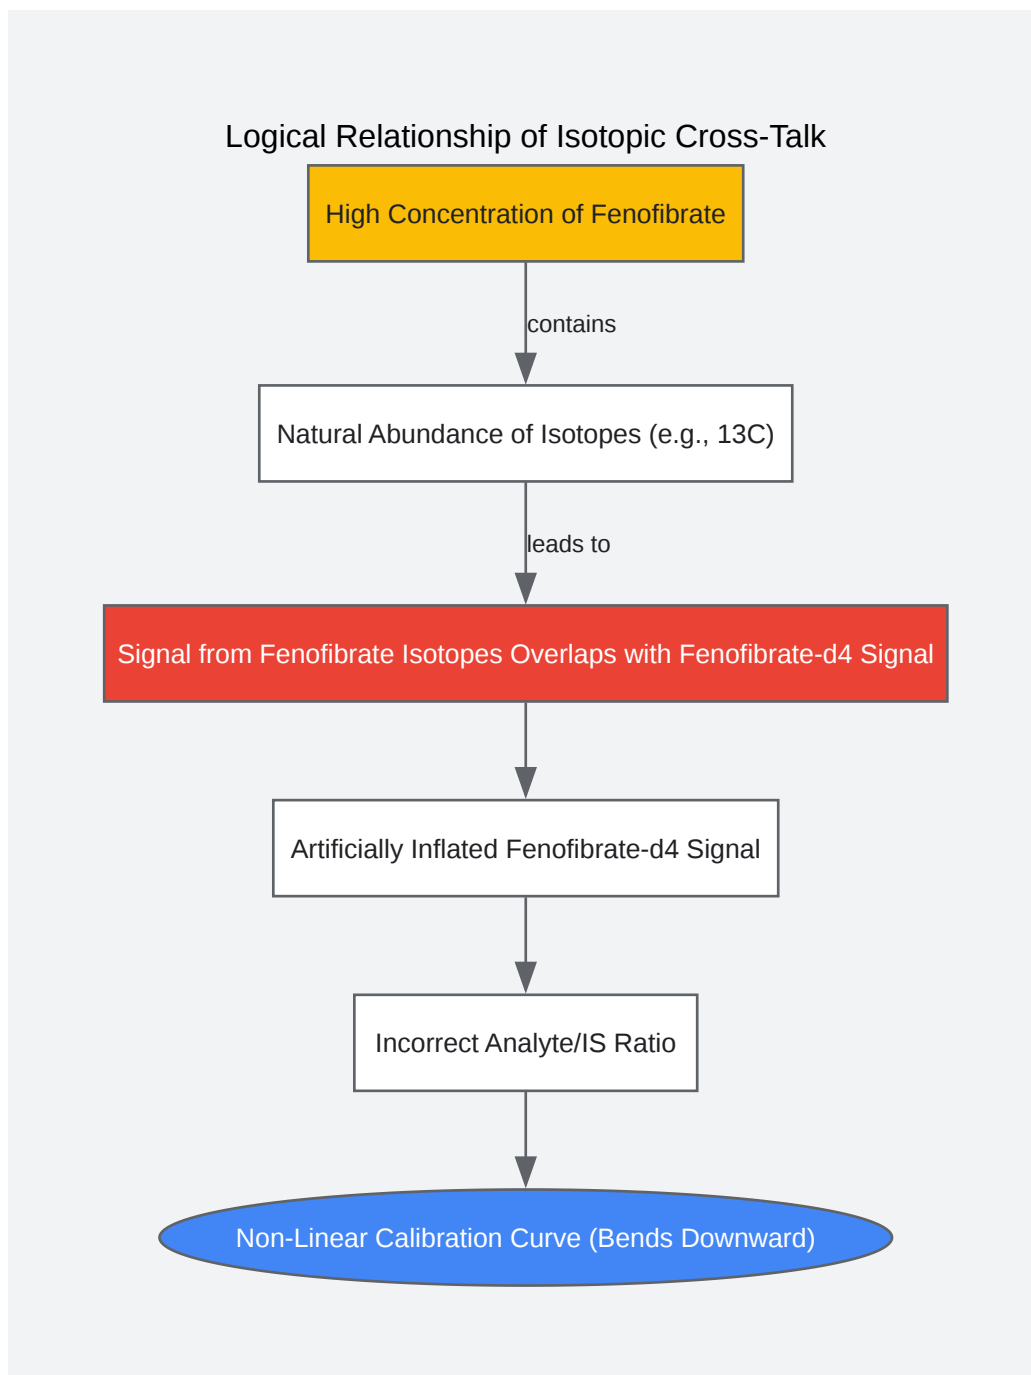 Logical Relationship of Isotopic Cross-Talk
High Concentration of Fenofibrate
contains
Natural Abundance of Isotopes (e.g., 13C)
leads to
Signal from Fenofibrate Isotopes Overlaps with Fenofibrate-d4 Signal
Artificially Inflated Fenofibrate-d4 Signal
Incorrect Analyte/IS Ratio
Non-Linear Calibration Curve (Bends Downward)